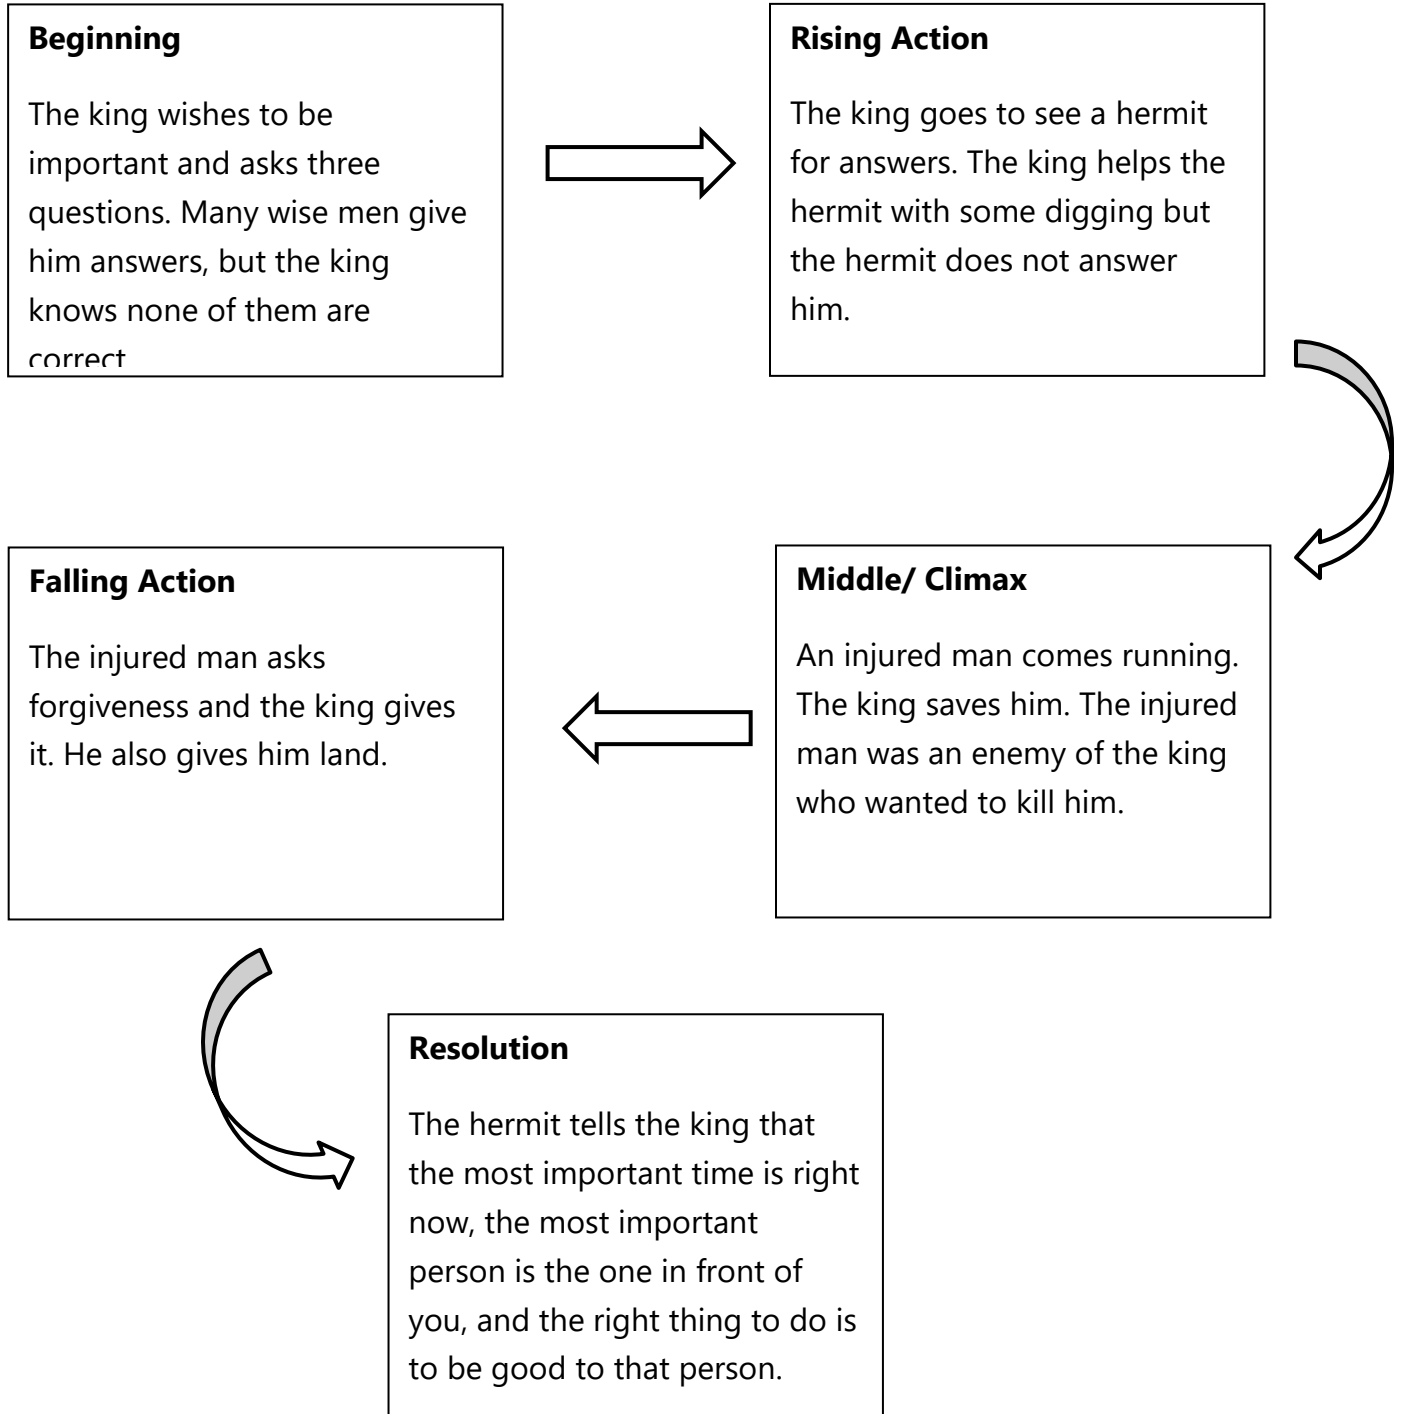 Beginning
The king wishes to be
important and asks three
questions. Many wise men give
him answers, but the king
knows none of them are
correct
Rising Action
The king goes to see a hermit
for answers. The king helps the
hermit with some digging but
the hermit does not answer
him.
Middle/ Climax
An injured man comes running.
The king saves him. The injured
man was an enemy of the king
who wanted to kill him.
Falling Action
The injured man asks
forgiveness and the king gives
it. He also gives him land.
Resolution
The hermit tells the king that
the most important time is right
now, the most important
person is the one in front of
you, and the right thing to do is
to be good to that person.